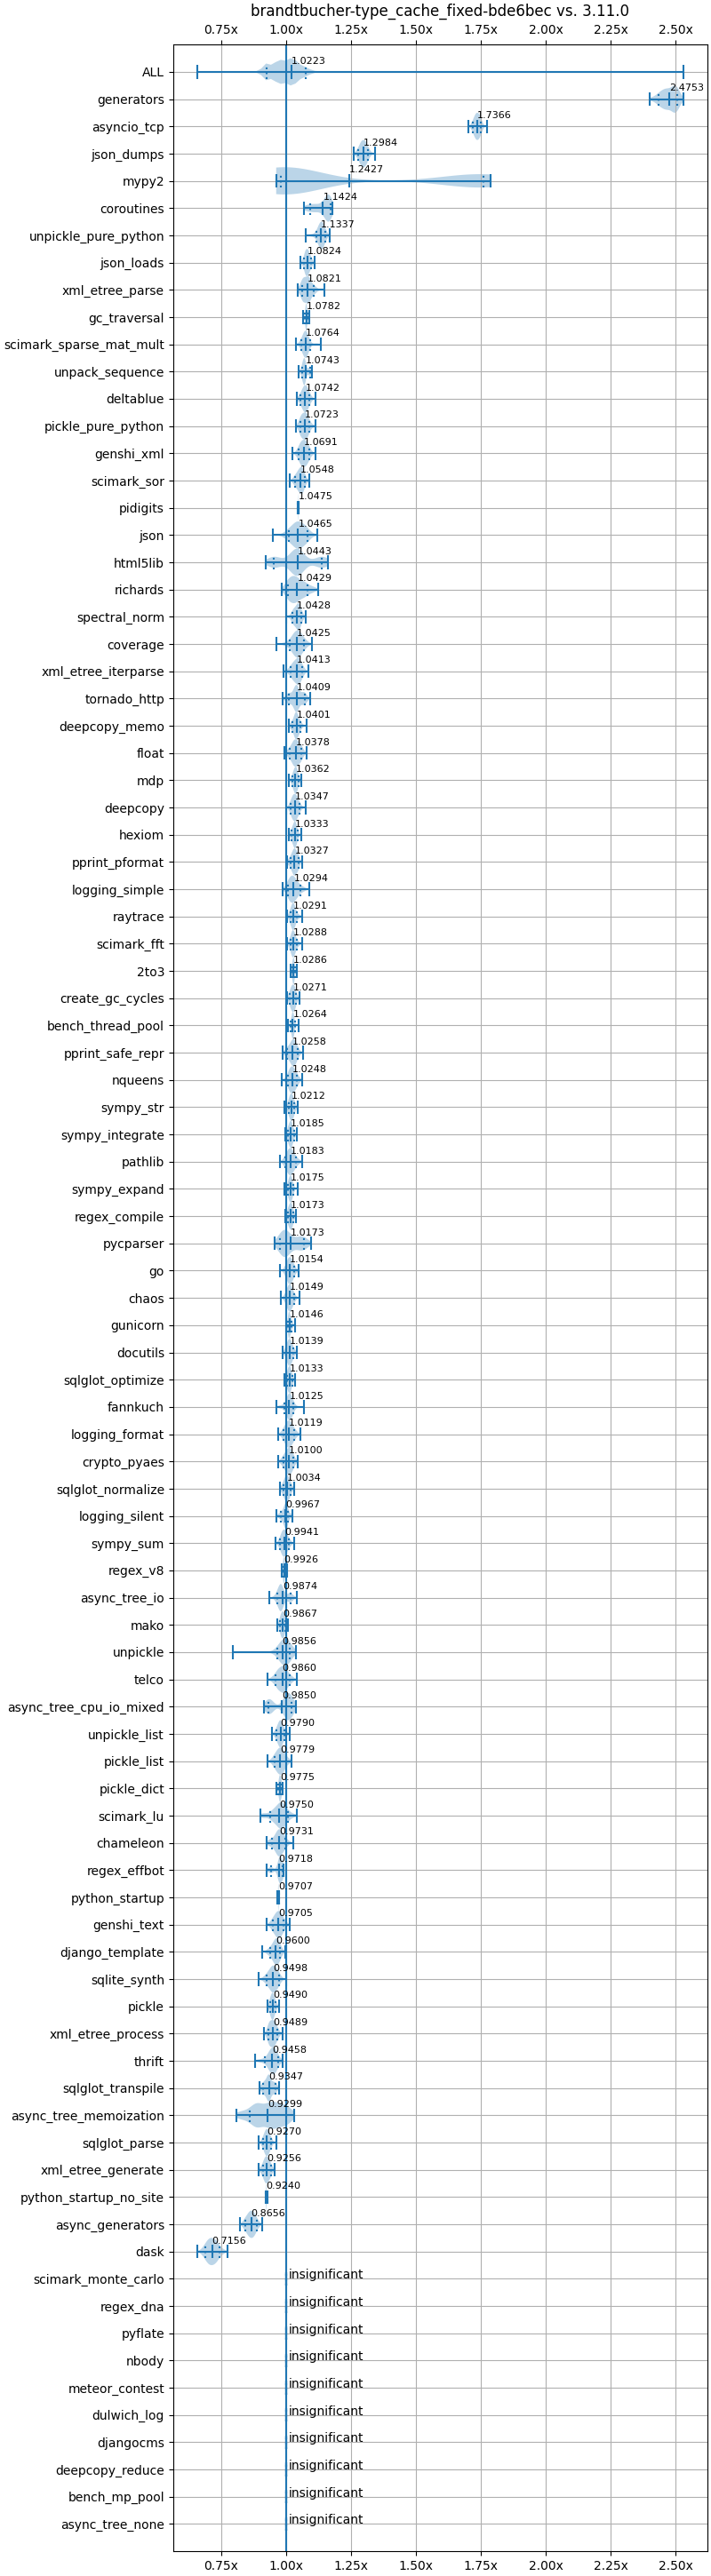 brandtbucher-type_cache_fixed-bde6bec vs. 3.11.0
0.75x 1.00x 1.25x 1.50x 1.75x 2.00x 2.25x 2.50x
ALL 1.0223
generators 2.4753
asyncio_tcp 1.7366
json_dumps 1.2984
mypy2 1.2427
coroutines 1.1424
unpickle_pure_python 1.1337
json_loads 1.0824
xml_etree_parse 1.0821
gc_traversal 1.0782
scimark_sparse_mat_mult 1.0764
unpack_sequence 1.0743
deltablue 1.0742
pickle_pure_python 1.0723
genshi_xml 1.0691
scimark_sor 1.0548
pidigits 1.0475
json 1.0465
html5lib 1.0443
richards 1.0429
spectral_norm 1.0428
coverage 1.0425
xml_etree_iterparse 1.0413
tornado_http 1.0409
deepcopy_memo 1.0401
float 1.0378
mdp 1.0362
deepcopy 1.0347
hexiom 1.0333
pprint_pformat 1.0327
logging_simple 1.0294
raytrace 1.0291
scimark_fft 1.0288
2to3 1.0286
create_gc_cycles 1.0271
bench_thread_pool 1.0264
pprint_safe_repr 1.0258
nqueens 1.0248
sympy_str 1.0212
sympy_integrate 1.0185
pathlib 1.0183
sympy_expand 1.0175
regex_compile 1.0173
pycparser 1.0173
go 1.0154
chaos 1.0149
gunicorn 1.0146
docutils 1.0139
sqlglot_optimize 1.0133
fannkuch 1.0125
logging_format 1.0119
crypto_pyaes 1.0100
sqlglot_normalize 1.0034
logging_silent 0.9967
sympy_sum 0.9941
regex_v8 0.9926
async_tree_io 0.9874
mako 0.9867
unpickle 0.9856
telco 0.9860
async_tree_cpu_io_mixed 0.9850
unpickle_list 0.9790
pickle_list 0.9779
pickle_dict 0.9775
scimark_lu 0.9750
chameleon 0.9731
regex_effbot 0.9718
python_startup 0.9707
genshi_text 0.9705
django_template 0.9600
sqlite_synth 0.9498
pickle 0.9490
xml_etree_process 0.9489
thrift 0.9458
sqlglot_transpile 0.9347
async_tree_memoization 0.9299
sqlglot_parse 0.9270
xml_etree_generate 0.9256
python_startup_no_site 0.9240
async_generators 0.8656
dask 0.7156
scimark_monte_carlo insignificant
regex_dna insignificant
pyflate insignificant
nbody insignificant
meteor_contest insignificant
dulwich_log insignificant
djangocms insignificant
deepcopy_reduce insignificant
bench_mp_pool insignificant
async_tree_none insignificant
0.75x 1.00x 1.25x 1.50x 1.75x 2.00x 2.25x 2.50x